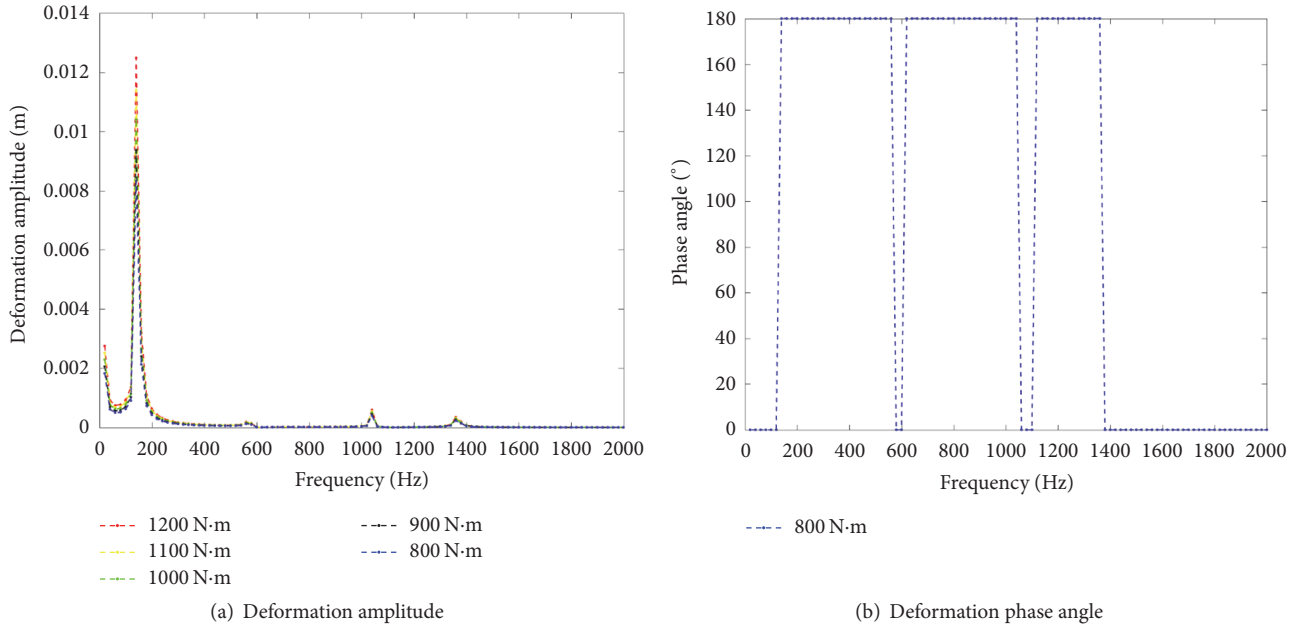 0.014
0.012
0.01
0.008
0.006
0.004
0.002
0
Deformation amplitude (m)
0 200 400 600 800 1000 1200 1400 1600 1800 2000
Frequency (Hz)
1200 N·m
1100 N·m
1000 N·m
900 N·m
800 N·m
(a) Deformation amplitude
180
160
140
120
100
80
60
40
20
0
Phase angle (°)
0 200 400 600 800 1000 1200 1400 1600 1800 2000
Frequency (Hz)
800 N·m
(b) Deformation phase angle